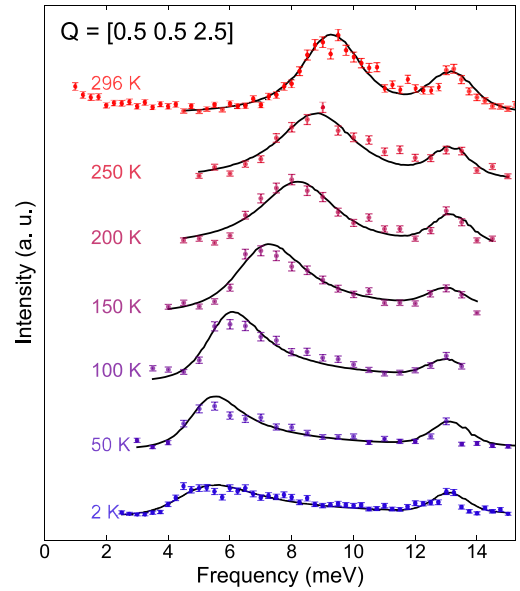 Q = [0.5 0.5 2.5]
296 K
250 K
200 K
150 K
100 K
50 K
2 K
Intensity (a. u.)
0 2 4 6 8 10 12 14
Frequency (meV)